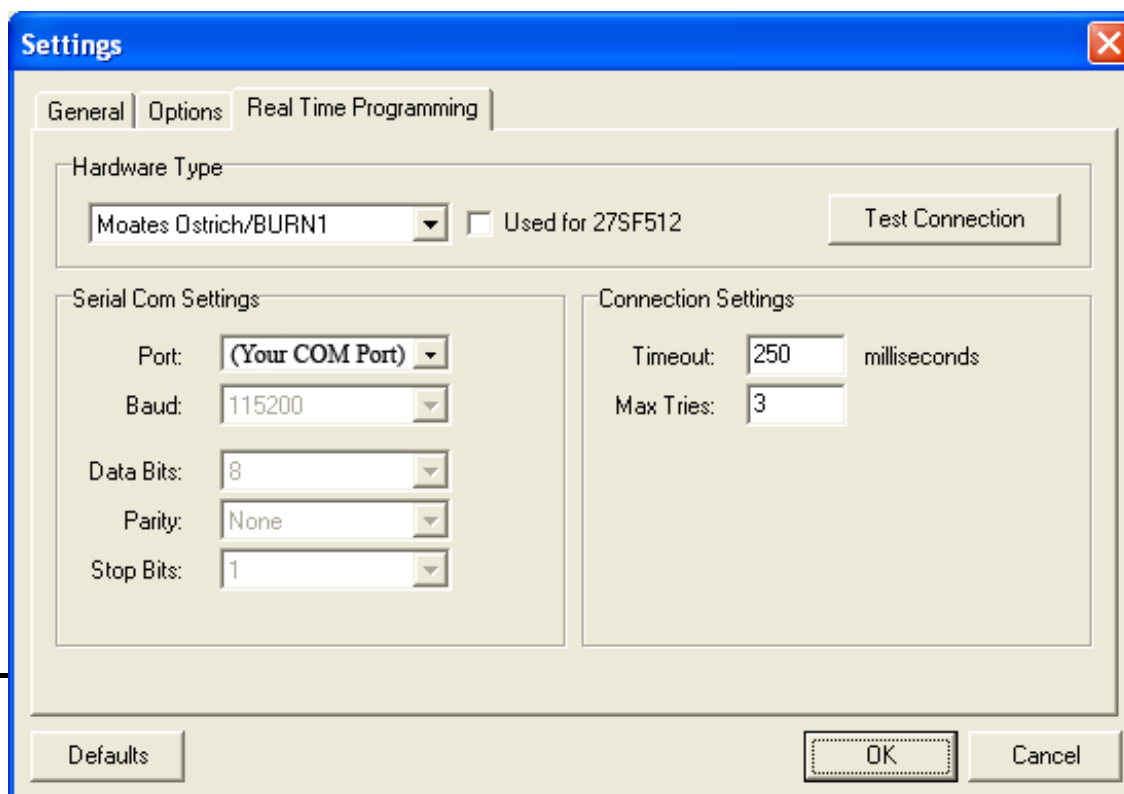 Settings
General Options Real Time Programming
Hardware Type
Moates Ostrich/BURN1 Used for 27SF512 Test Connection
Serial Com Settings
Port: (Your COM Port)
Baud: 115200
Data Bits: 8
Parity: None
Stop Bits: 1
Connection Settings
Timeout: 250 milliseconds
Max Tries: 3
Defaults OK Cancel